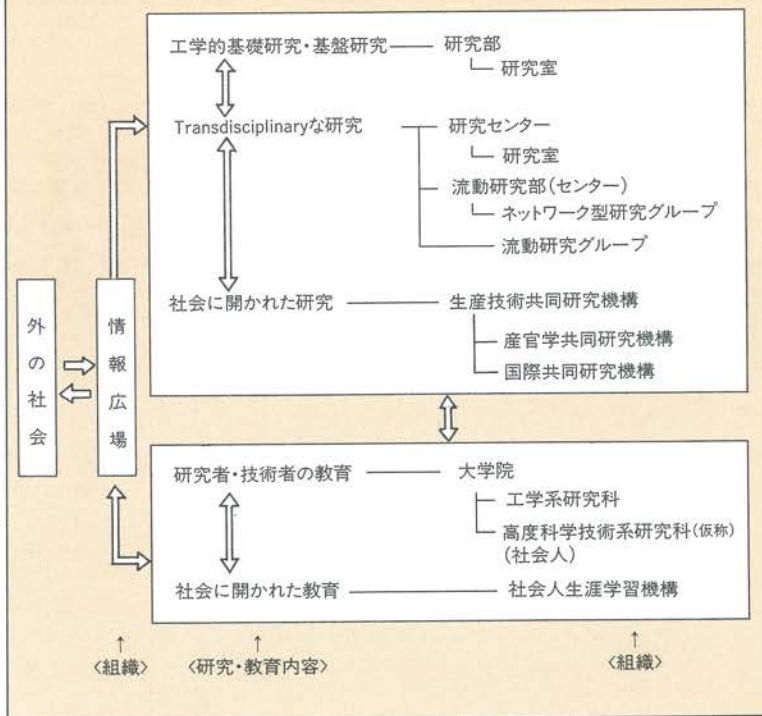 工学的基礎研究・基盤研究
研究部
研究室
Transdisciplinaryな研究
研究センター
研究室
流動研究部(センター)
ネットワーク型研究グループ
流動研究グループ
社会に開かれた研究
生産技術共同研究機構
産官学共同研究機構
国際共同研究機構
外の社会
情報広場
研究者・技術者の教育
大学院
工学系研究科
高度科学技術系研究科(仮称)
(社会人)
社会に開かれた教育
社会人生涯学習機構
〈組織〉
〈研究・教育内容〉
〈組織〉